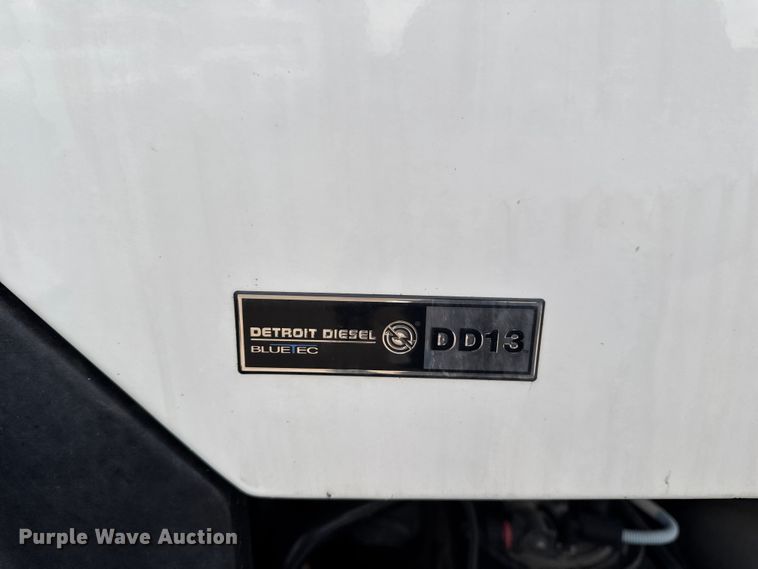 DETROIT DIESEL
BLUETEC
DD13
Purple Wave Auction